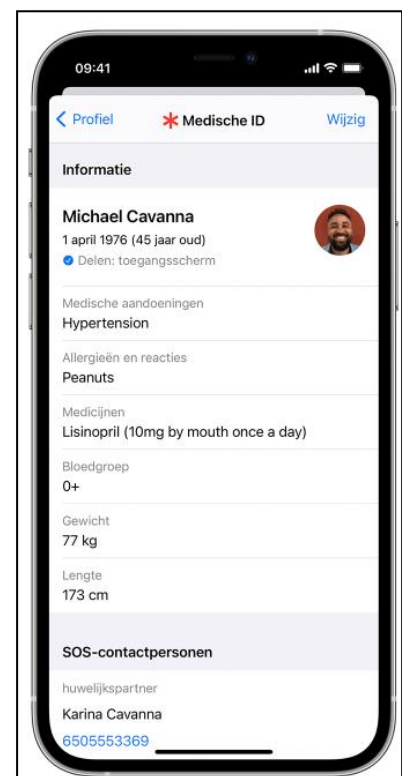 09:41
Profiel
Medische ID
Wijzig
Informatie
Michael Cavanna
1 april 1976 (45 jaar oud)
Delen: toegangsscherm
Medische aandoeningen
Hypertension
Allergieën en reacties
Peanuts
Medicijnen
Lisinopril (10mg by mouth once a day)
Bloedgroep
0+
Gewicht
77 kg
Lengte
173 cm
SOS-contactpersonen
huwelijkspartner
Karina Cavanna
6505553369